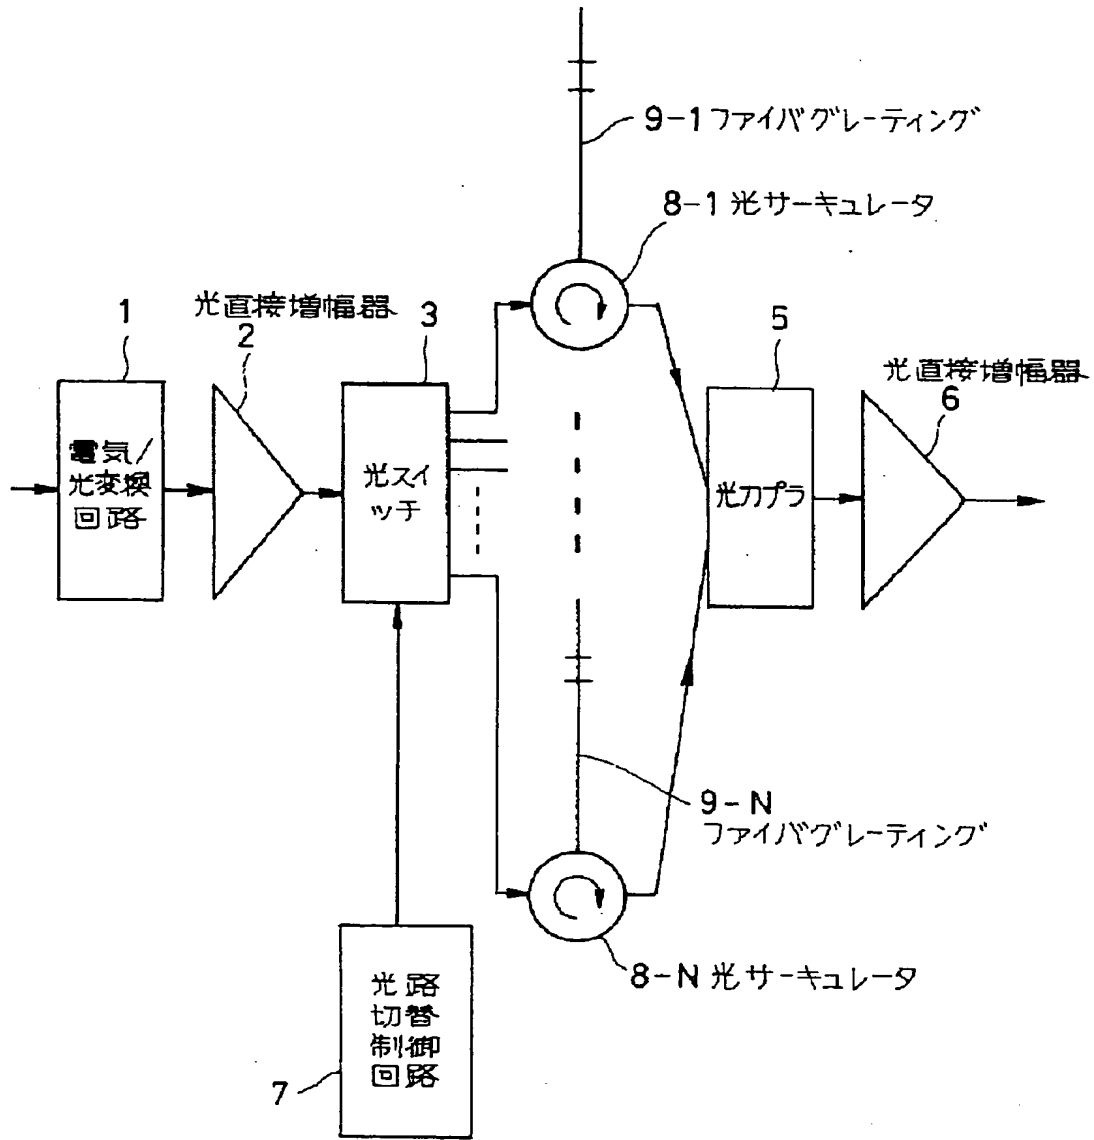 9-1 ファイバグレーティング
8-1 光サーキュレータ
1
光直接増幅器
2
3
5
光直接増幅器
6
電気/
光変換
回路
光スイ
ッチ
光カプラ
9-N
ファイバグレーティング
8-N 光サーキュレータ
光路
切替
制御
回路
7